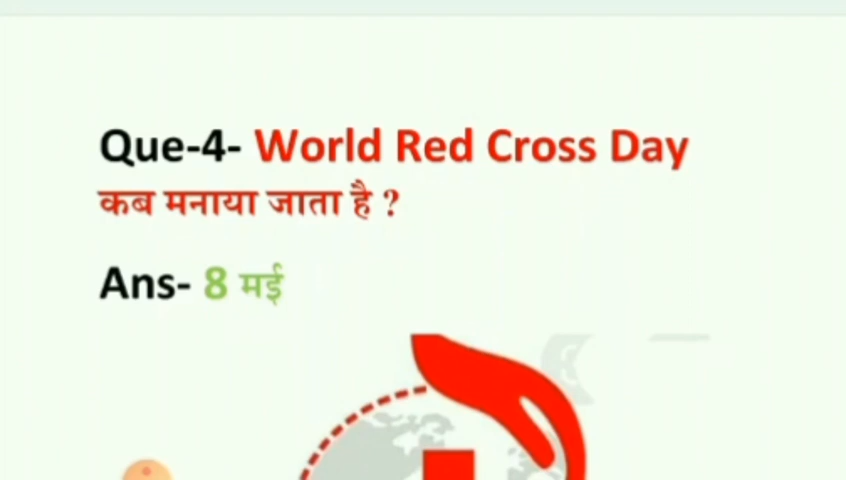 Que-4- World Red Cross Day
कब मनाया जाता है ?
Ans- 8 मई